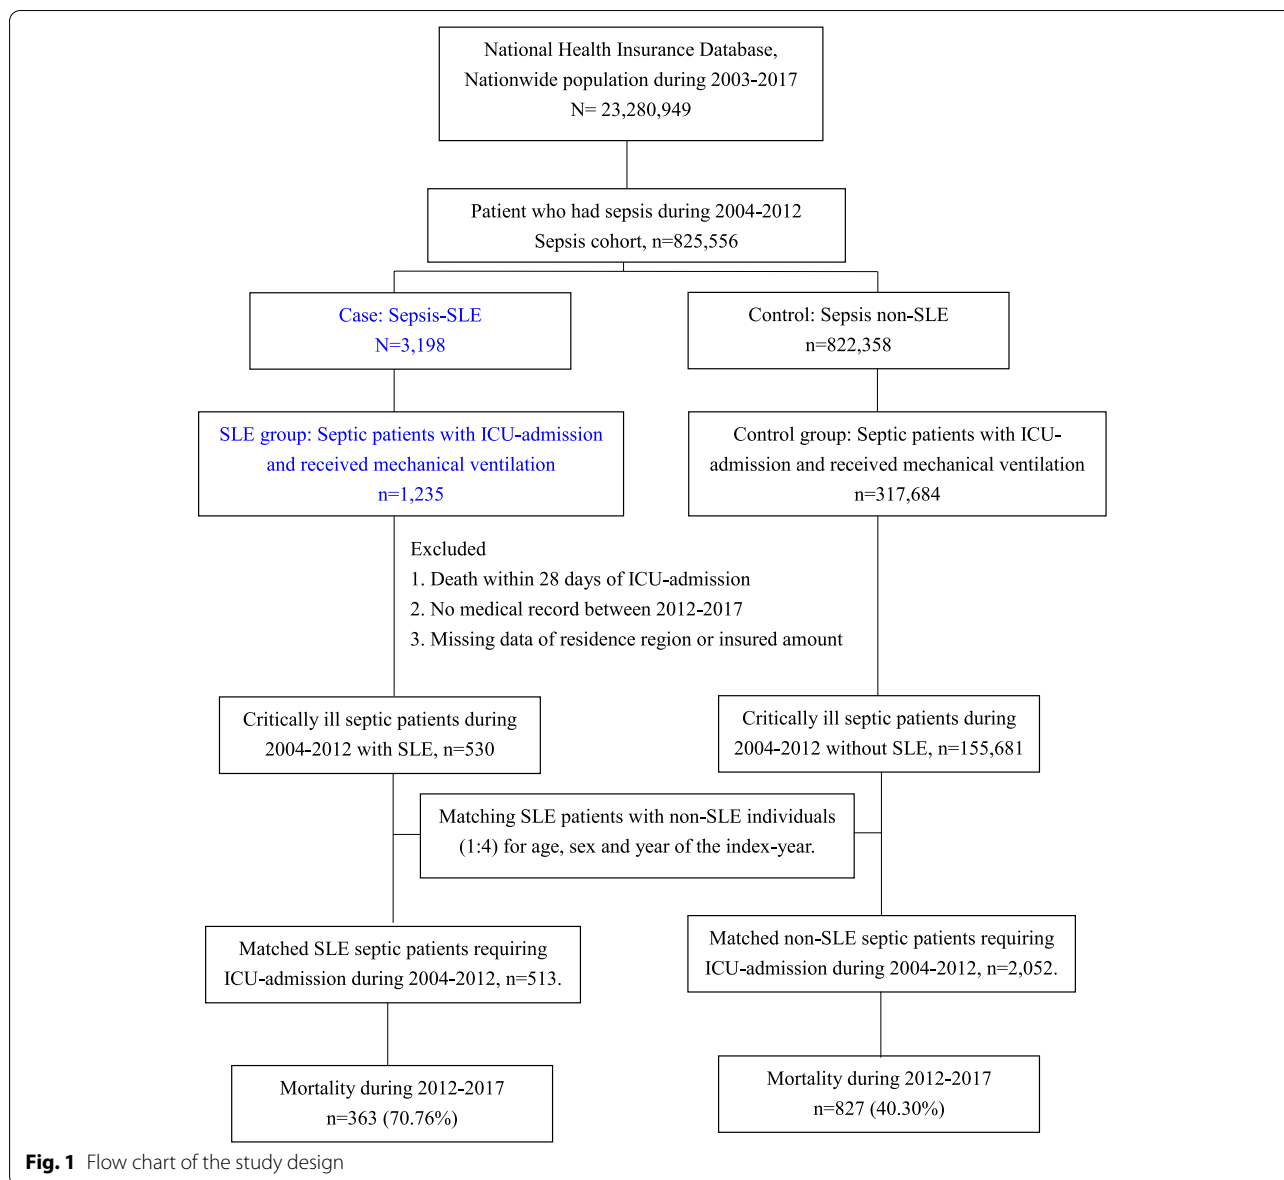 National Health Insurance Database,
Nationwide population during 2003-2017
N= 23,280,949
Patient who had sepsis during 2004-2012
Sepsis cohort, n=825,556
Case: Sepsis-SLE
N=3,198
Control: Sepsis non-SLE
n=822,358
SLE group: Septic patients with ICU-admission
and received mechanical ventilation
n=1,235
Control group: Septic patients with ICU-
admission and received mechanical ventilation
n=317,684
Excluded
1. Death within 28 days of ICU-admission
2. No medical record between 2012-2017
3. Missing data of residence region or insured amount
Critically ill septic patients during
2004-2012 with SLE, n=530
Critically ill septic patients during
2004-2012 without SLE, n=155,681
Matching SLE patients with non-SLE individuals
(1:4) for age, sex and year of the index-year.
Matched SLE septic patients requiring
ICU-admission during 2004-2012, n=513.
Matched non-SLE septic patients requiring
ICU-admission during 2004-2012, n=2,052.
Mortality during 2012-2017
n=363 (70.76%)
Mortality during 2012-2017
n=827 (40.30%)
Fig. 1 Flow chart of the study design